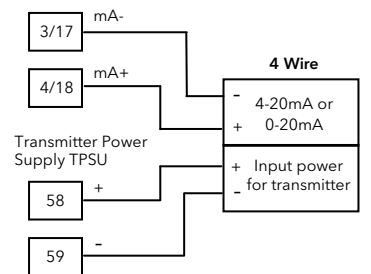 mA-
3/17
4 Wire
mA+
4/18
-
4-20mA or
0-20mA
+
Transmitter Power
Supply TPSU
+
58
+ Input power
- for transmitter
-
59